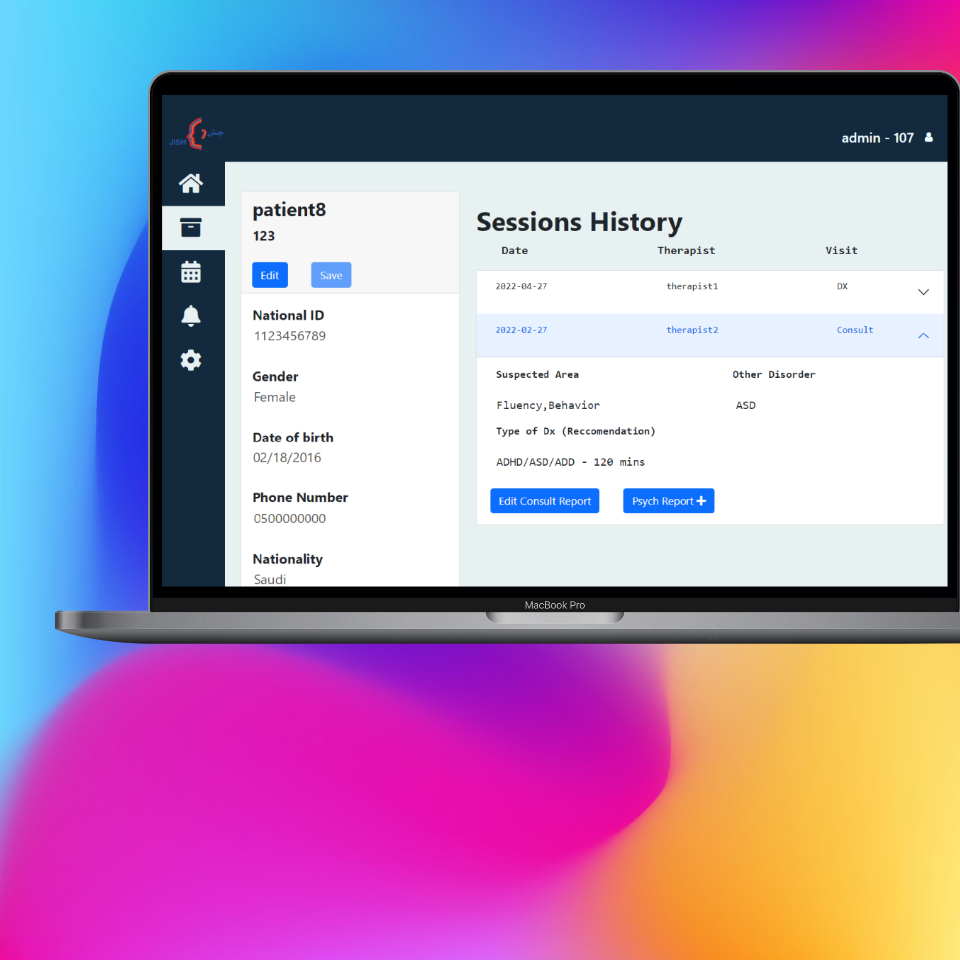 JISH
جش
admin - 107
patient8
123
Edit
Save
National ID
1123456789
Gender
Female
Date of birth
02/18/2016
Phone Number
0500000000
Nationality
Saudi
Sessions History
Date Therapist Visit
2022-04-27 therapist1 DX
2022-02-27 therapist2 Consult
Suspected Area Other Disorder
Fluency,Behavior ASD
Type of Dx (Reccomendation)
ADHD/ASD/ADD - 120 mins
Edit Consult Report Psych Report +
MacBook Pro